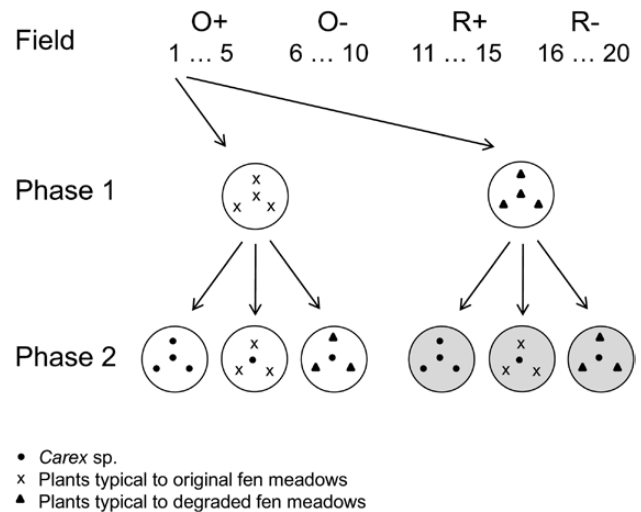 Field
O+ O- R+ R-
1 ... 5 6 ... 10 11 ... 15 16 ... 20
Phase 1
x
x
x x
Phase 2
x
x x
x
x x
• Carex sp.
x Plants typical to original fen meadows
▲ Plants typical to degraded fen meadows